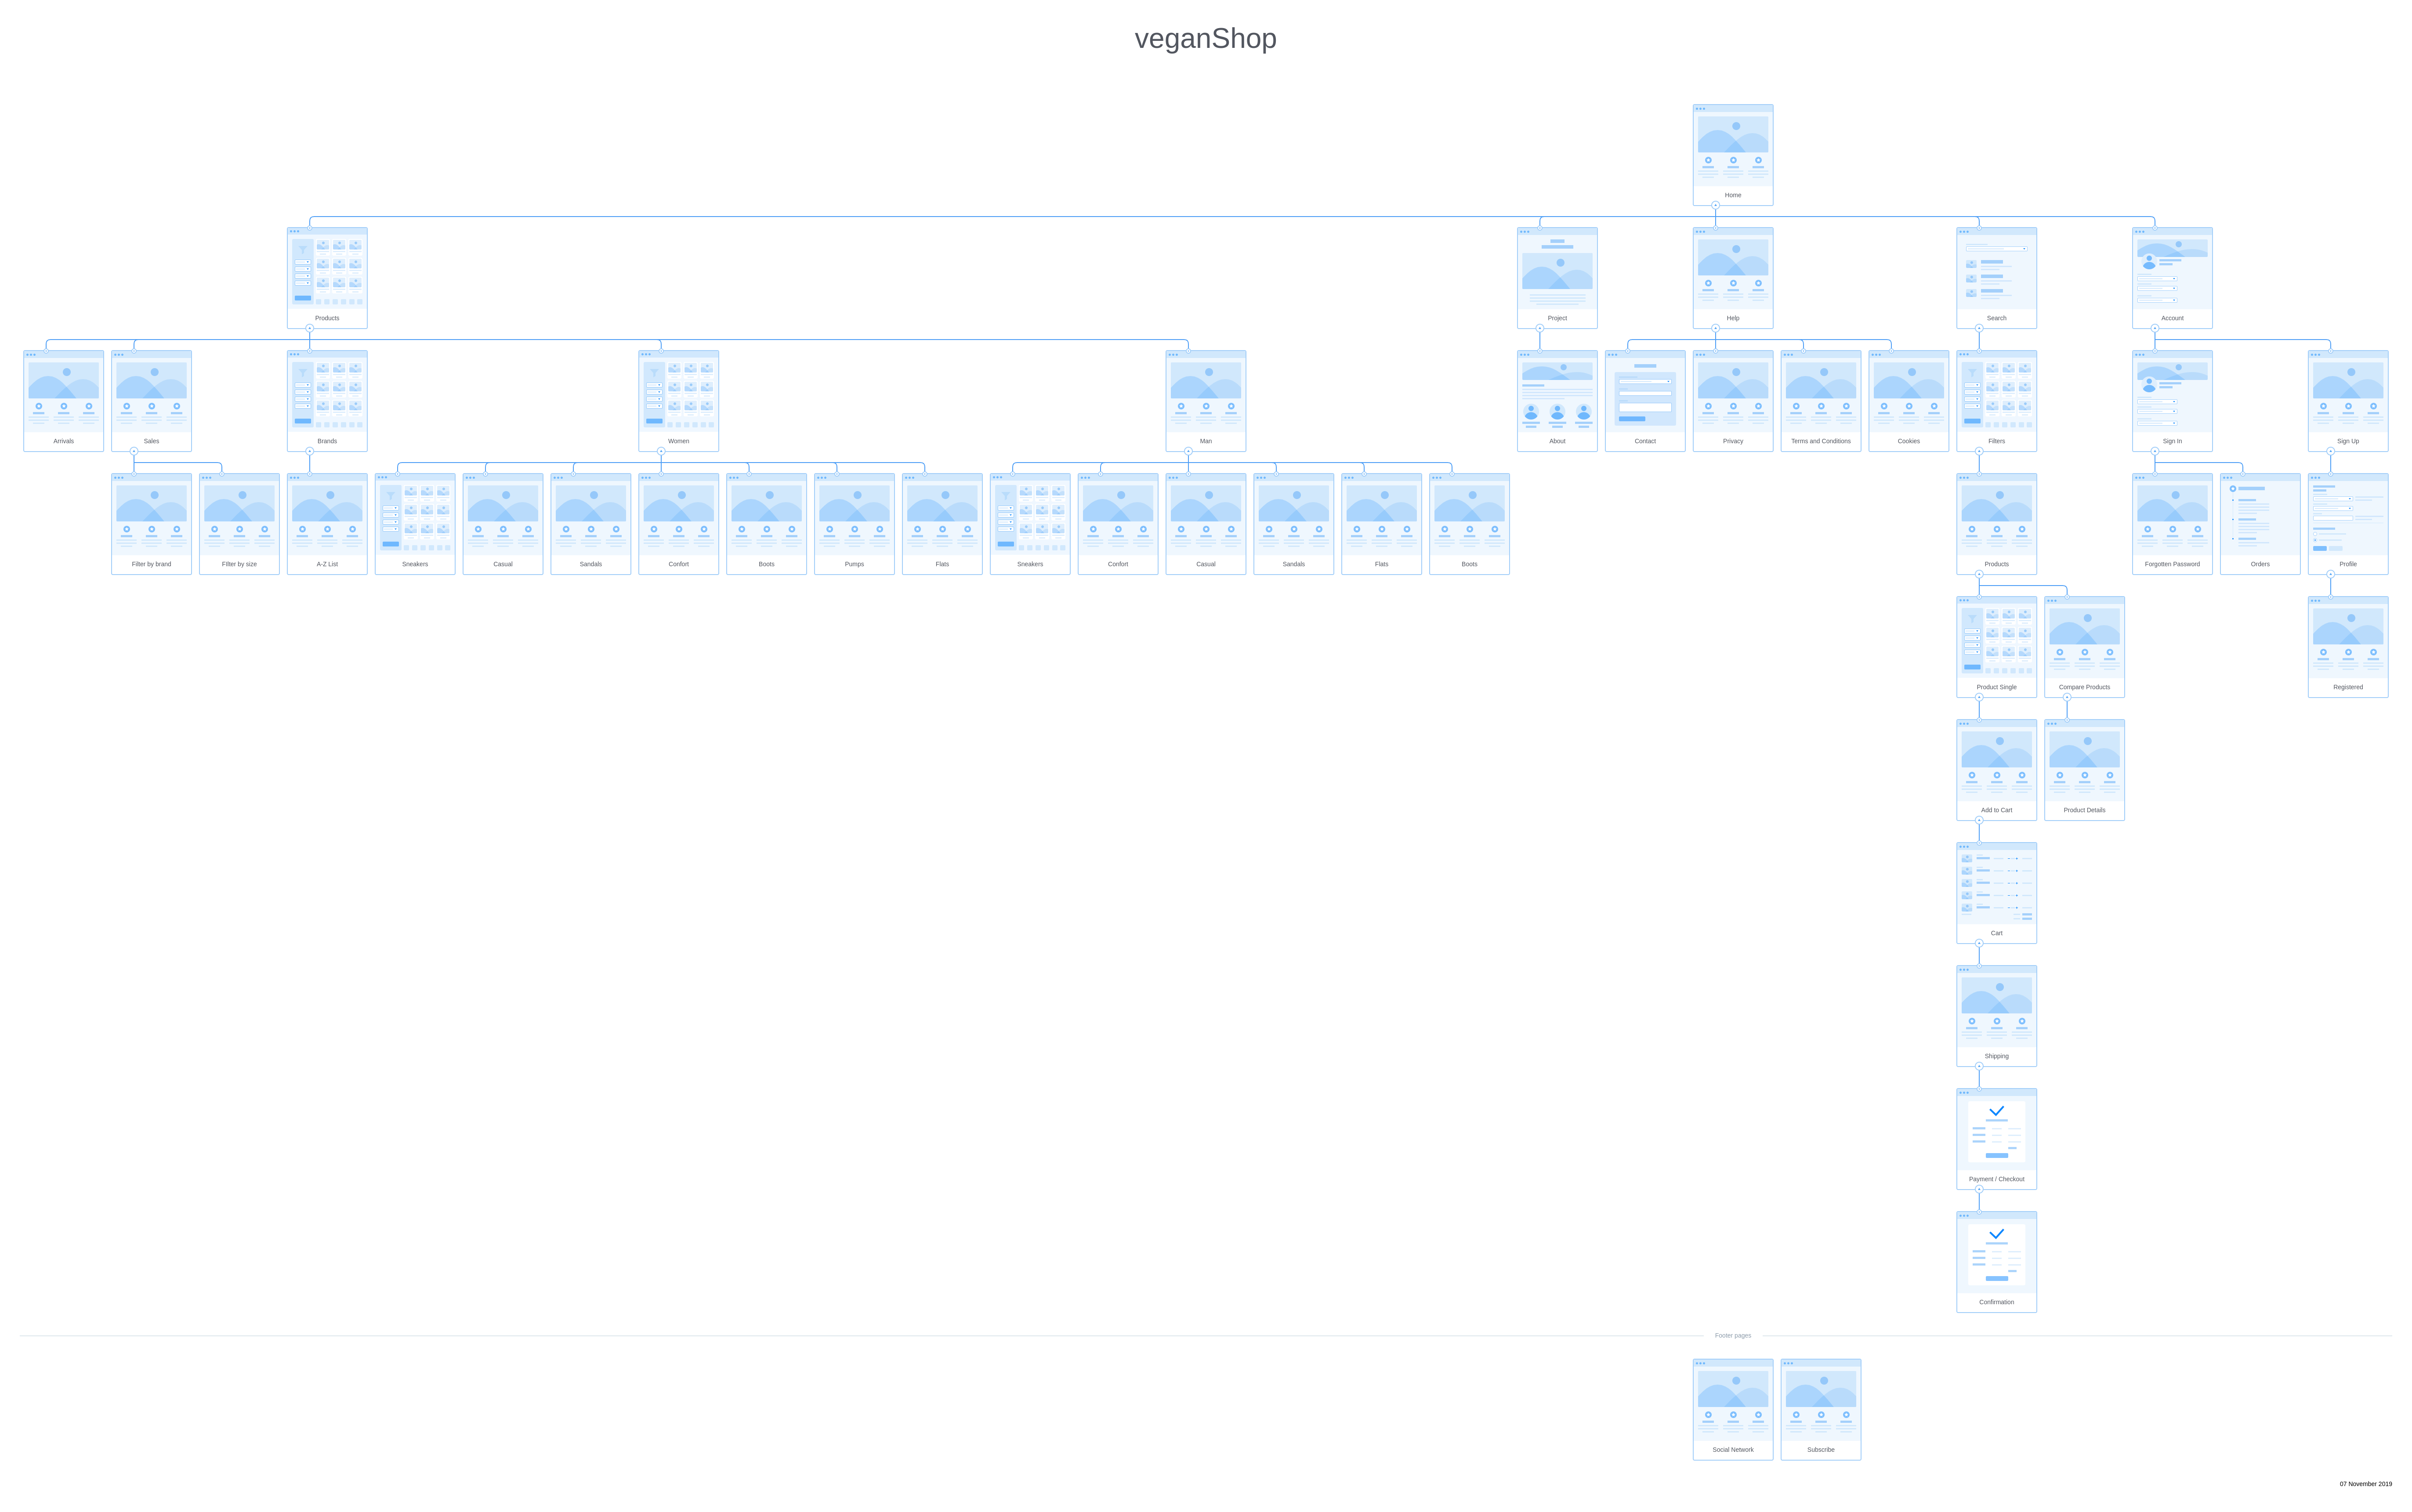 veganShop
Home
Products
Project
Help
Search
Account
Arrivals
Sales
Brands
Women
Man
About
Contact
Privacy
Terms and Conditions
Cookies
Filters
Sign In
Sign Up
Filter by brand
FIlter by size
A-Z List
Sneakers
Casual
Sandals
Confort
Boots
Pumps
Flats
Sneakers
Confort
Casual
Sandals
Flats
Boots
Products
Forgotten Password
Orders
Profile
Product Single
Compare Products
Registered
Add to Cart
Product Details
Cart
Shipping
Payment / Checkout
Confirmation
Footer pages
Social Network
Subscribe
07 November 2019